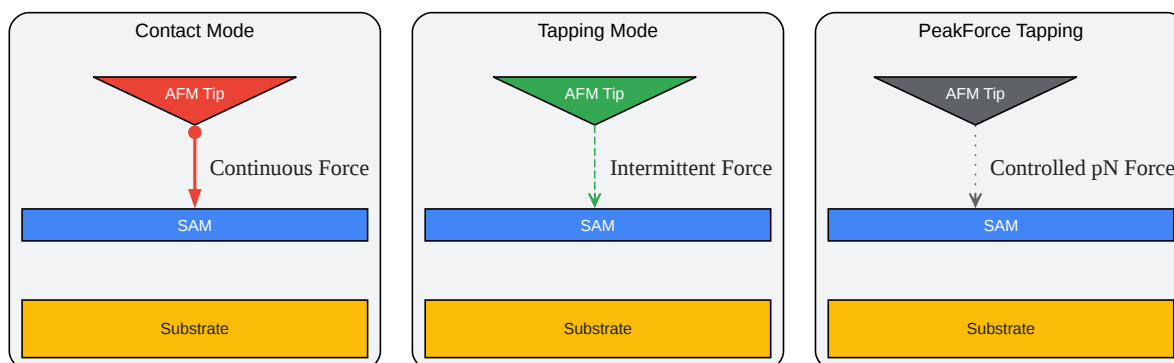 Contact Mode
AFM Tip
Continuous Force
SAM
Substrate
Tapping Mode
AFM Tip
Intermittent Force
SAM
Substrate
PeakForce Tapping
AFM Tip
Controlled pN Force
SAM
Substrate